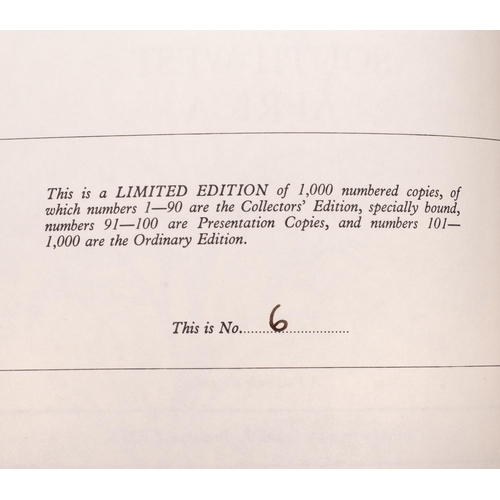 This is a LIMITED EDITION of 1,000 numbered copies, of
which numbers 1—90 are the Collectors' Edition, specially bound,
numbers 91—100 are Presentation Copies, and numbers 101—
1,000 are the Ordinary Edition.
This is No. 6